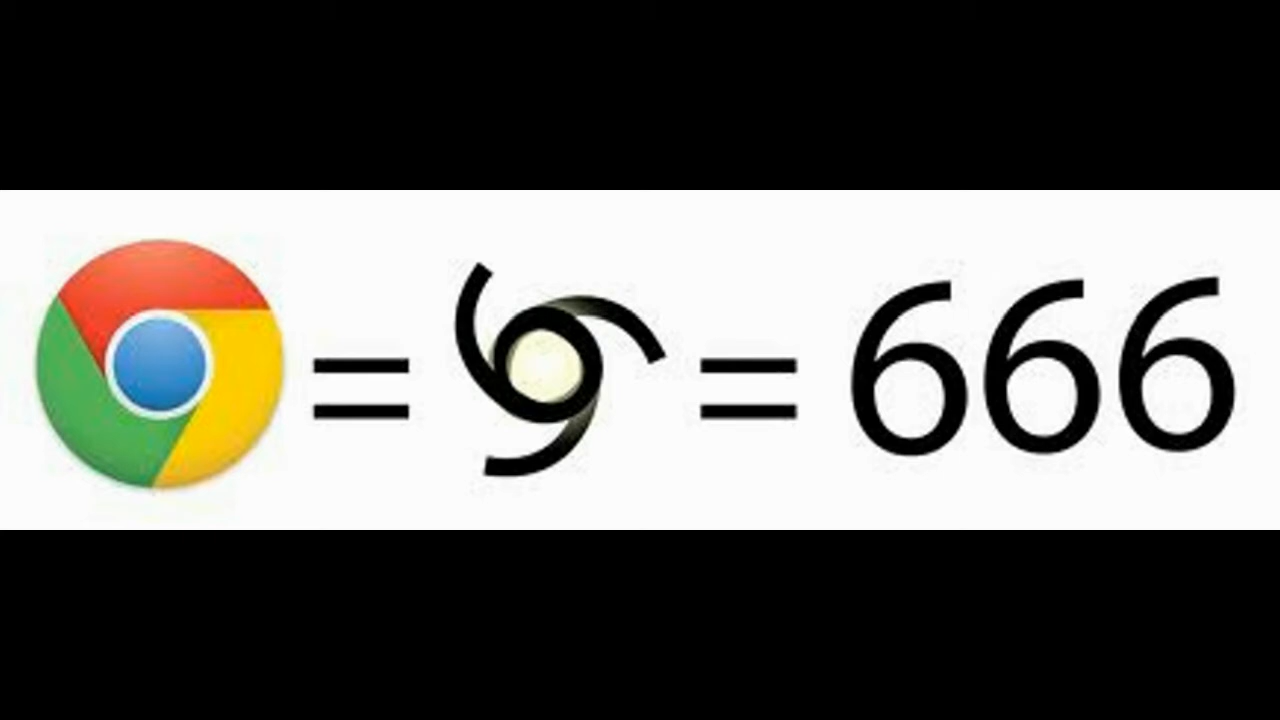 = = 666